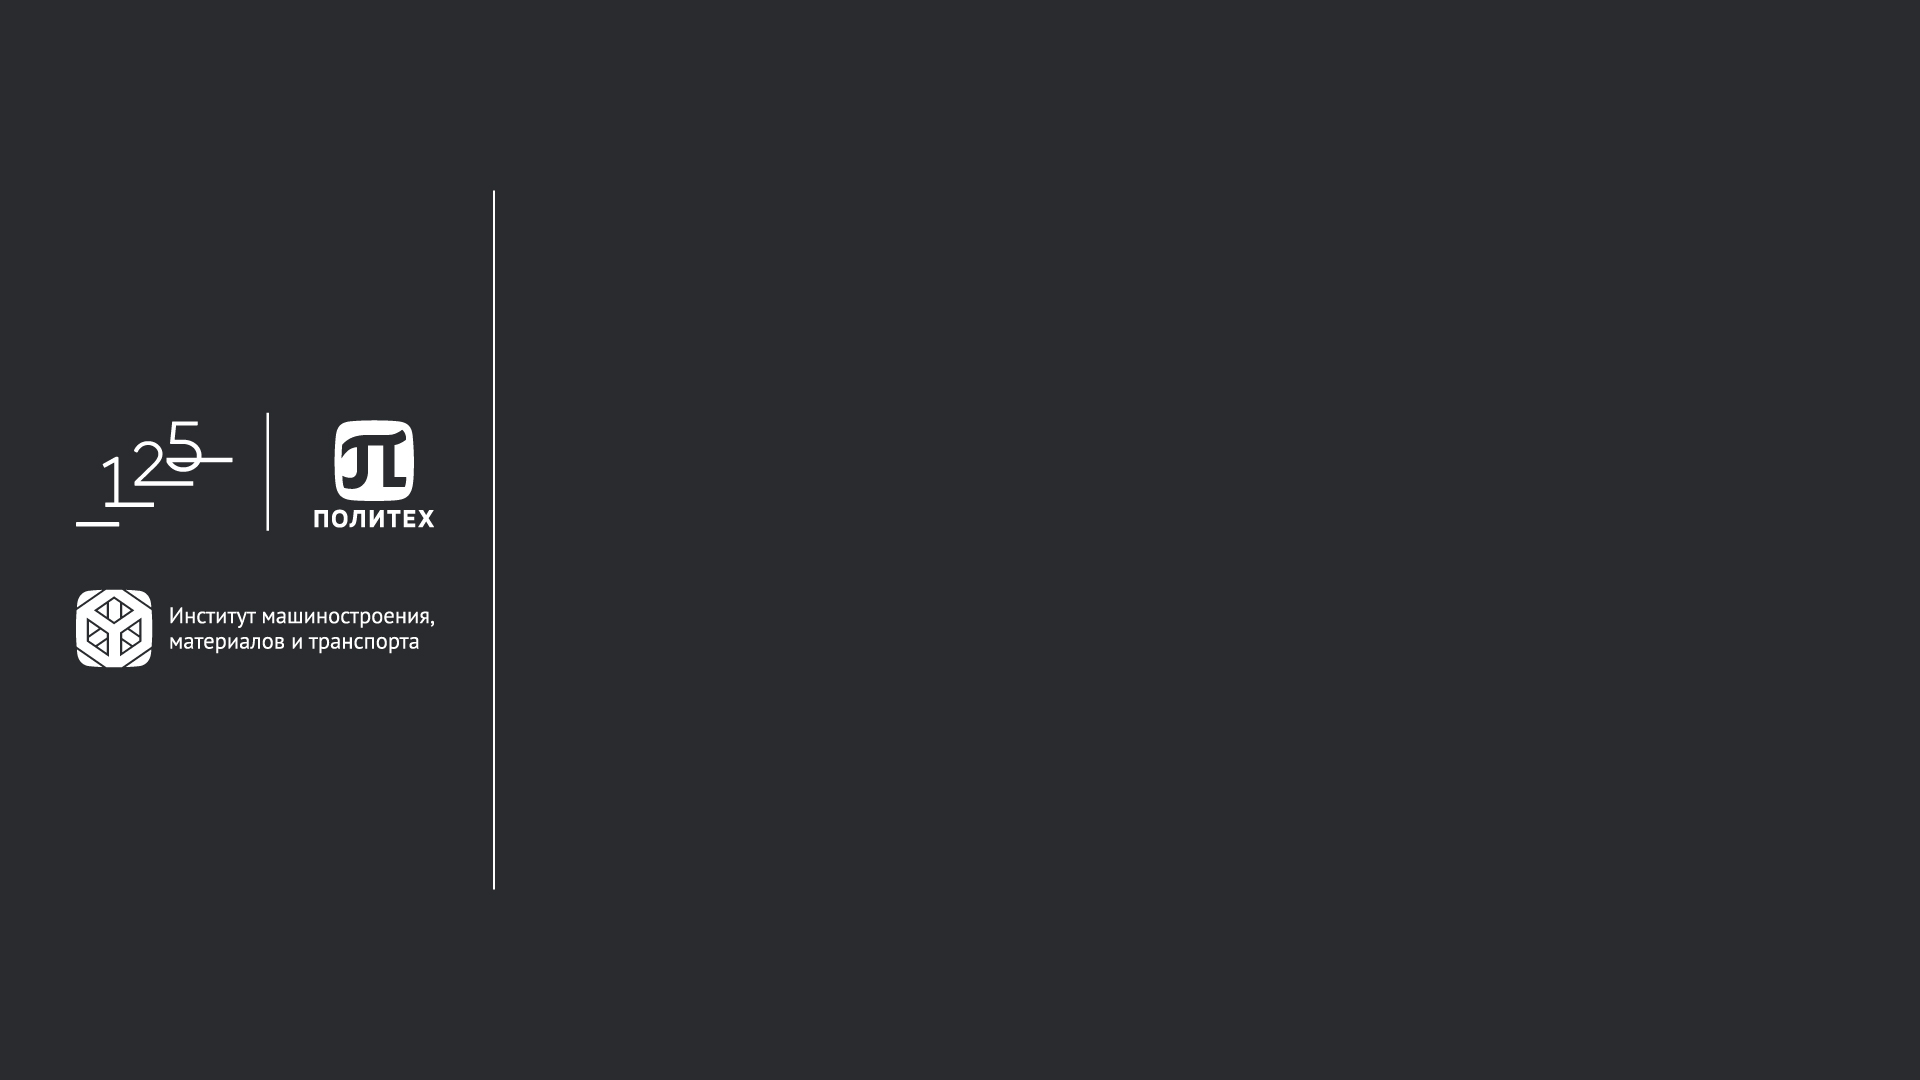 125
ПОЛИТЕХ
Институт машиностроения,
материалов и транспорта